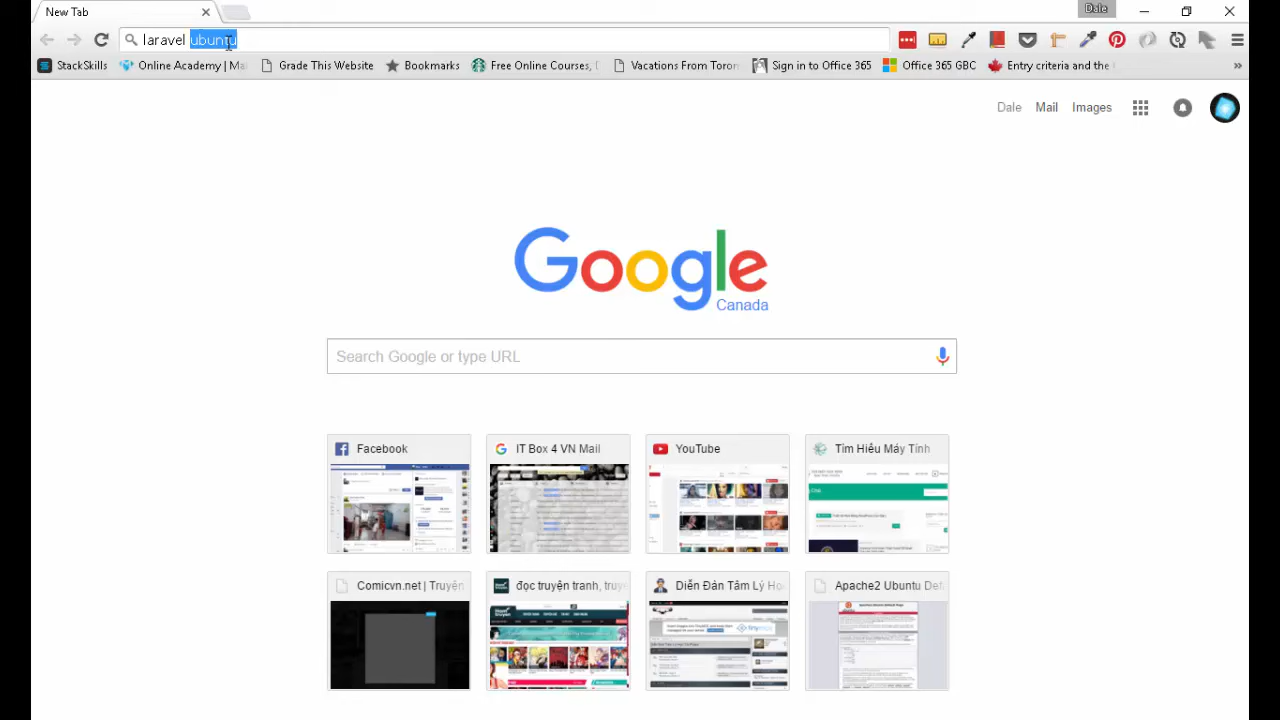 New Tab
Dale
laravel ubuntu
StackSkills
Online Academy | Ma
Grade This Website
Bookmarks
Free Online Courses,
Vacations From Toron
Sign in to Office 365
Office 365 GBC
Entry criteria and the
»
Dale
Mail
Images
Google
Canada
Search Google or type URL
Facebook
IT Box 4 VN Mail
YouTube
Tìm Hiểu Máy Tính
Comicvn.net | Truyện
đọc truyện tranh, truy
Diễn Đàn Tâm Lý Ho
Apache2 Ubuntu Def